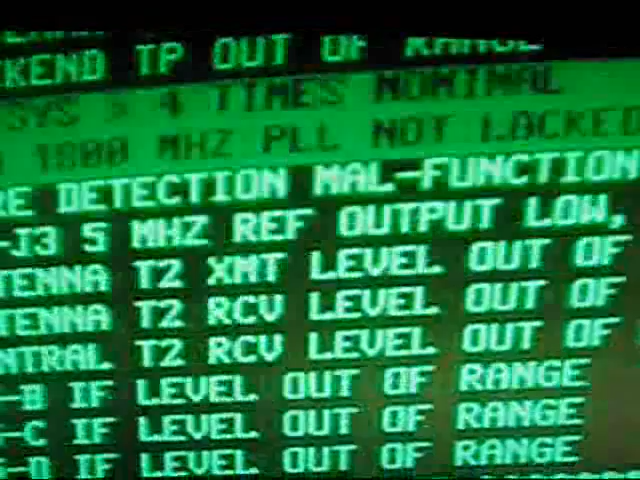 KEND TP OUT OF RANGE
SYS > 4 TIMES NOMINAL
1800 MHZ PLL NOT LOCKED
RE DETECTION MAL-FUNCTION
-J3 5 MHZ REF OUTPUT LOW,
TENNA T2 XMT LEVEL OUT OF
TENNA T2 RCV LEVEL OUT OF
NTRAL T2 RCV LEVEL OUT OF
-B IF LEVEL OUT OF RANGE
-C IF LEVEL OUT OF RANGE
-D IF LEVEL OUT OF RANGE